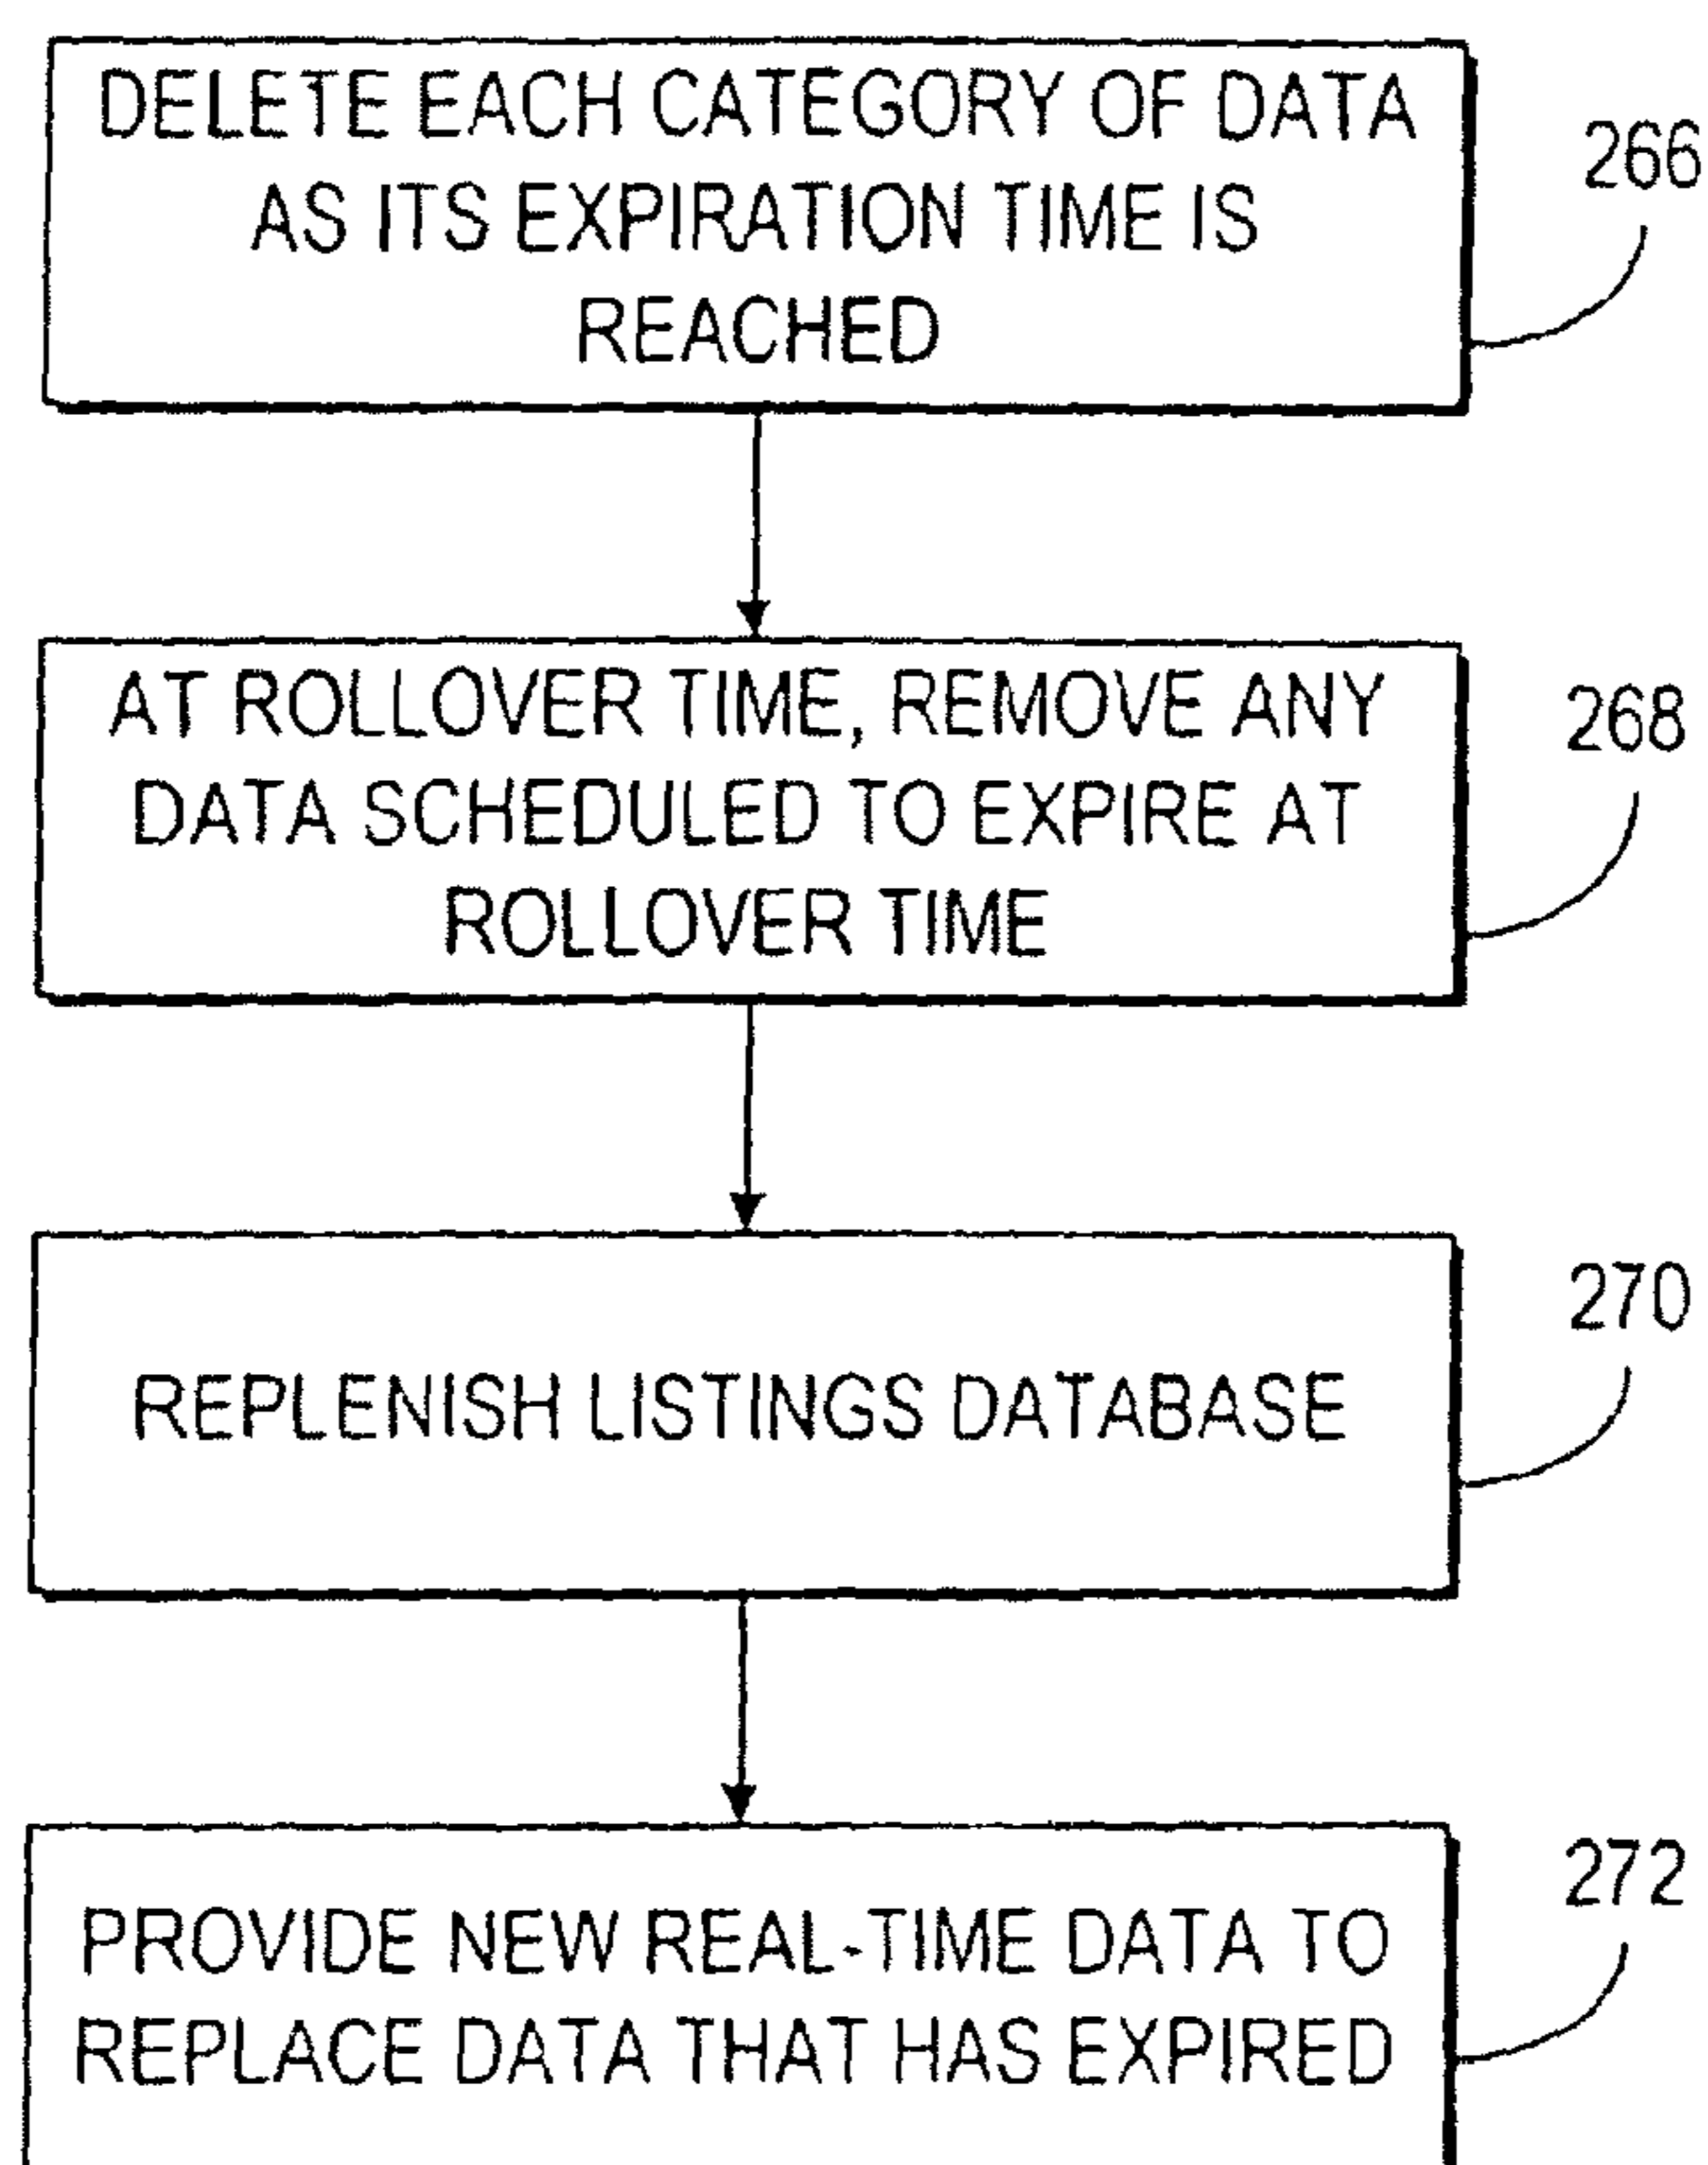 DELETE EACH CATEGORY OF DATA
AS ITS EXPIRATION TIME IS
REACHED
266
AT ROLLOVER TIME, REMOVE ANY
DATA SCHEDULED TO EXPIRE AT
ROLLOVER TIME
268
REPLENISH LISTINGS DATABASE
270
PROVIDE NEW REAL-TIME DATA TO
REPLACE DATA THAT HAS EXPIRED
272